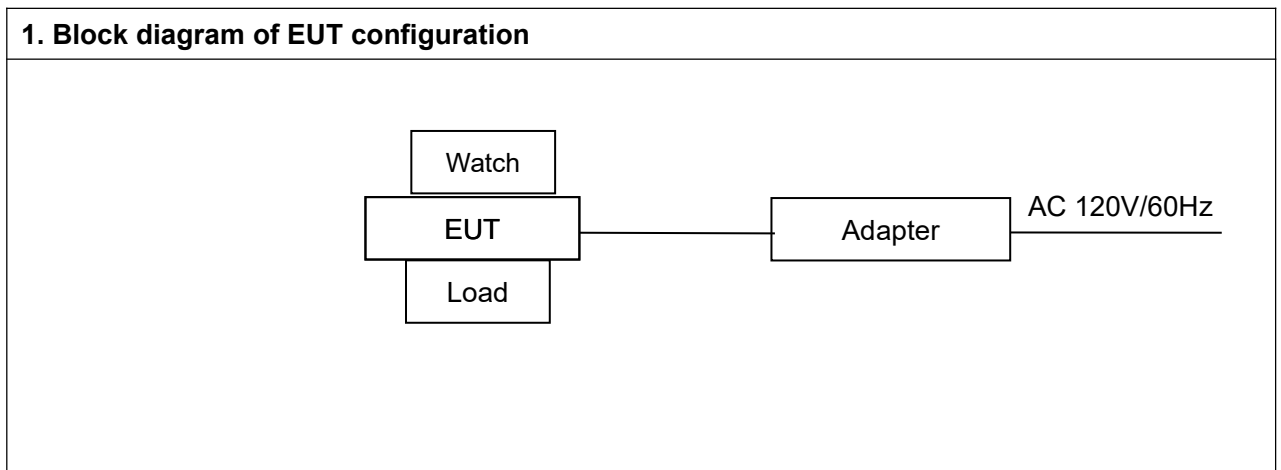 1. Block diagram of EUT configuration
Watch
EUT
Load
Adapter
AC 120V/60Hz